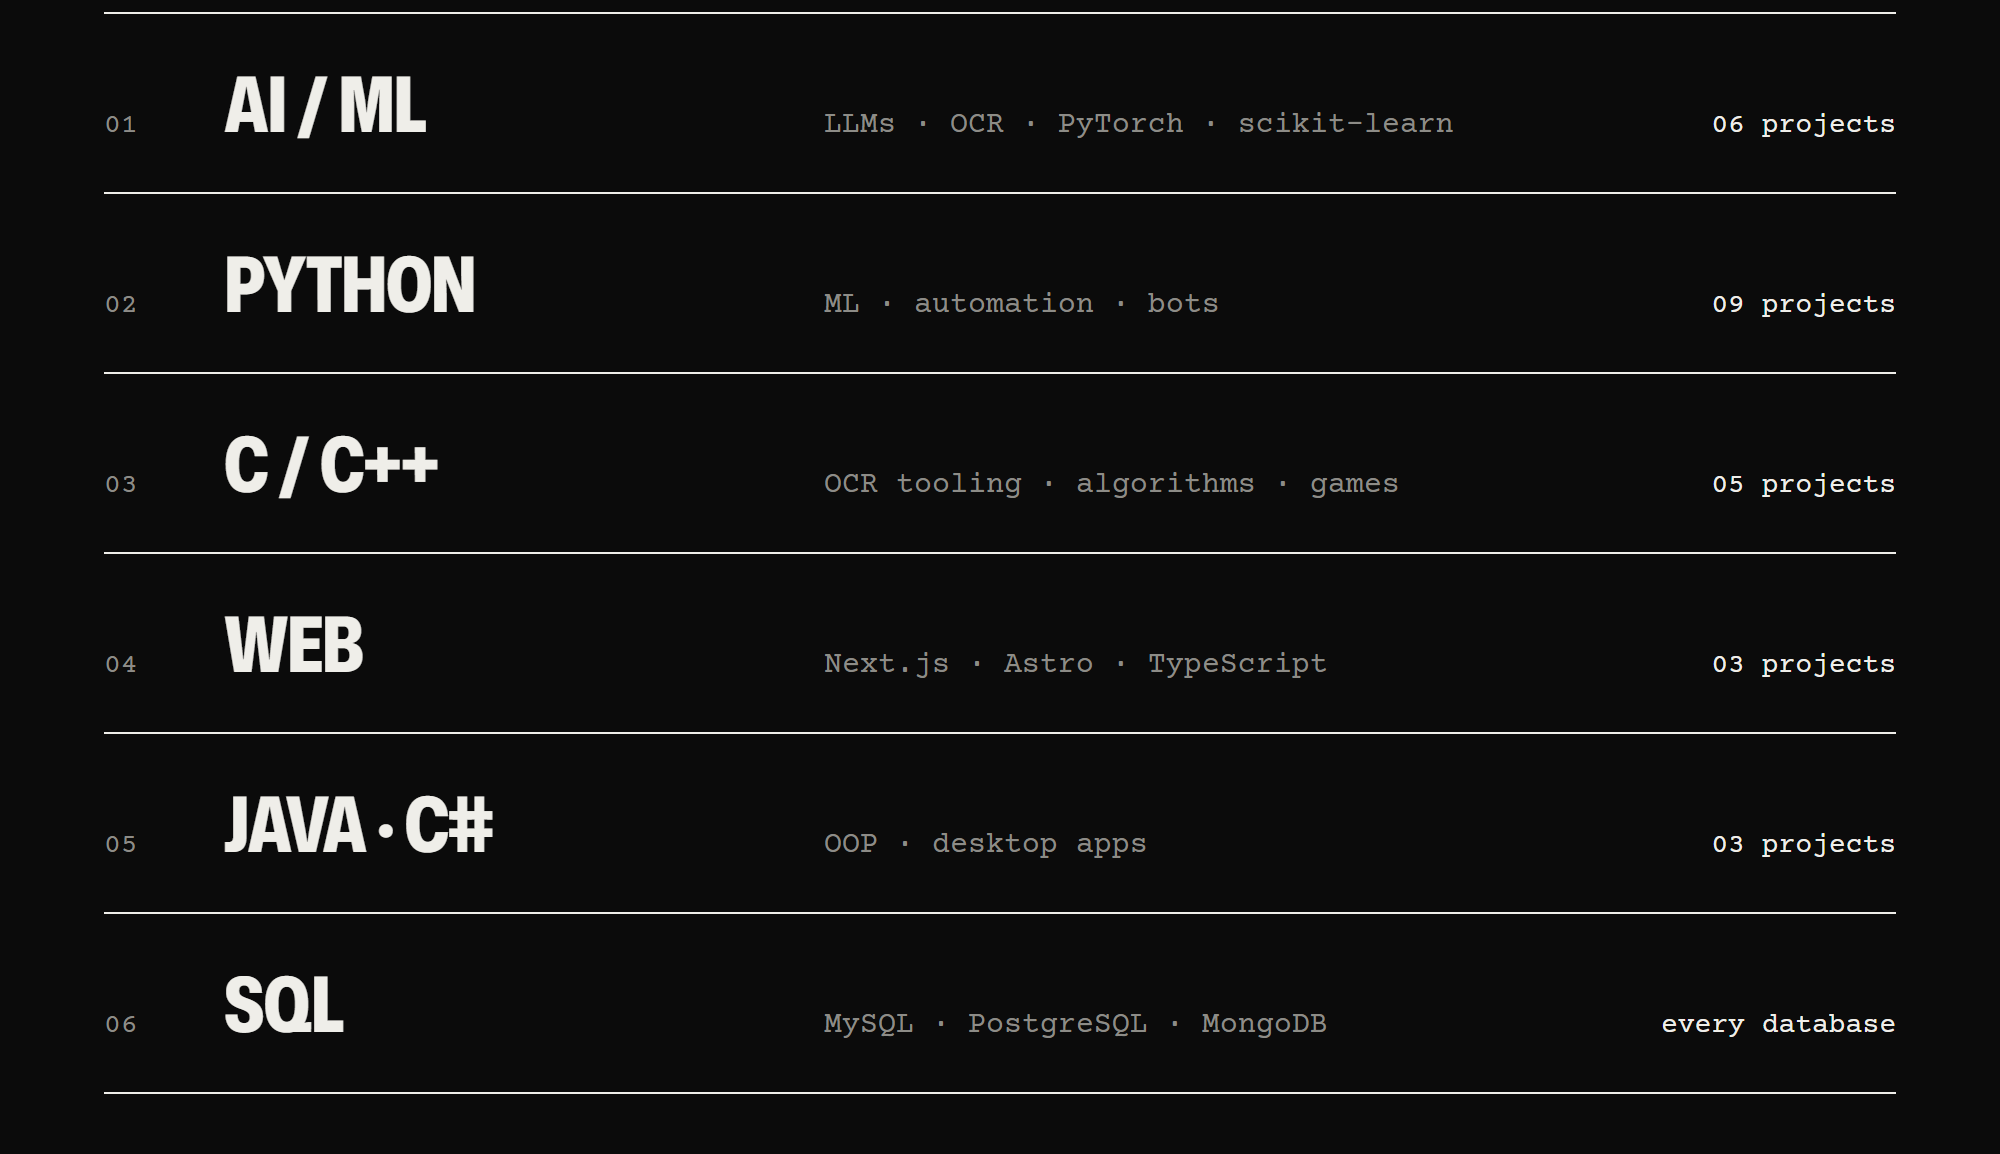 01 AI / ML LLMs · OCR · PyTorch · scikit-learn 06 projects
02 PYTHON ML · automation · bots 09 projects
03 C / C++ OCR tooling · algorithms · games 05 projects
04 WEB Next.js · Astro · TypeScript 03 projects
05 JAVA · C# OOP · desktop apps 03 projects
06 SQL MySQL · PostgreSQL · MongoDB every database